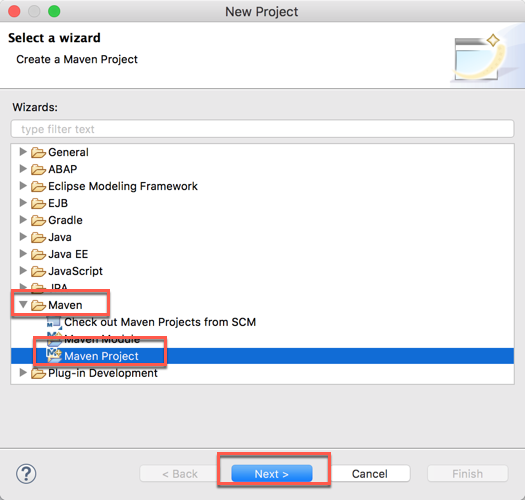 New Project
Select a wizard
Create a Maven Project
Wizards:
type filter text
General
ABAP
Eclipse Modeling Framework
EJB
Gradle
Java
Java EE
JavaScript
JPA
Maven
Check out Maven Projects from SCM
Maven Module
Maven Project
Plug-in Development
? < Back Next > Cancel Finish